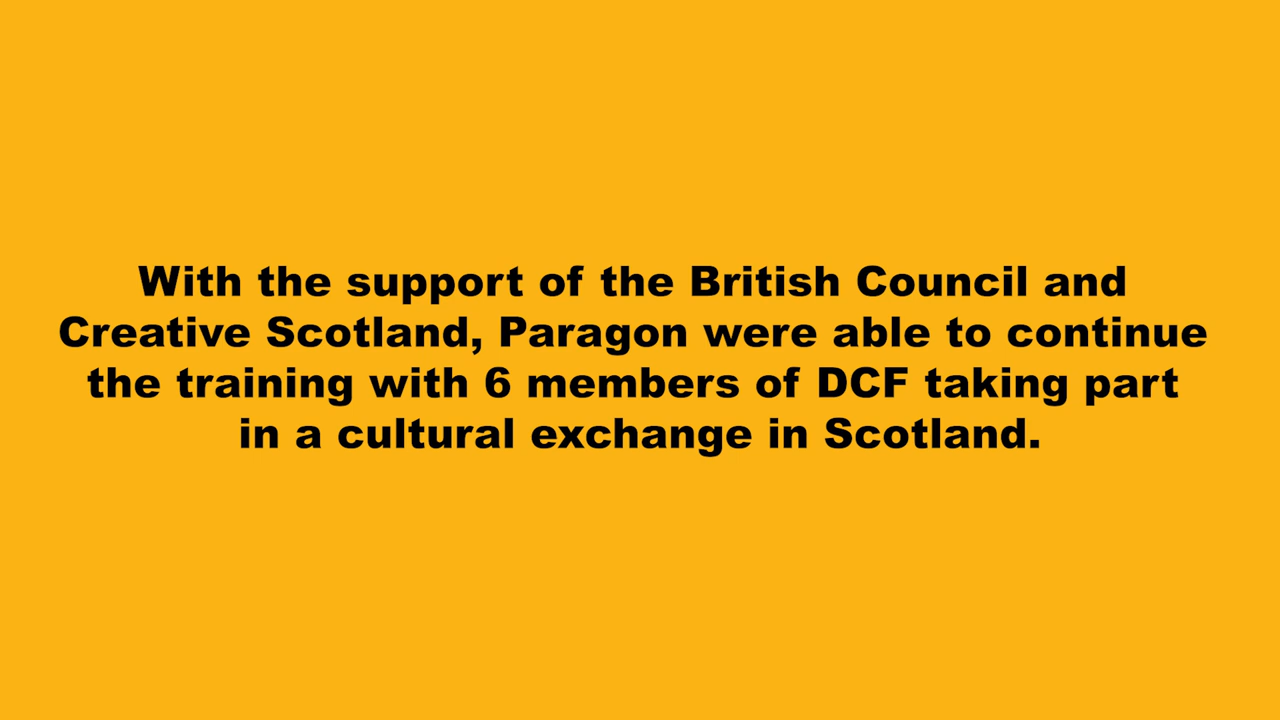 With the support of the British Council and
Creative Scotland, Paragon were able to continue
the training with 6 members of DCF taking part
in a cultural exchange in Scotland.